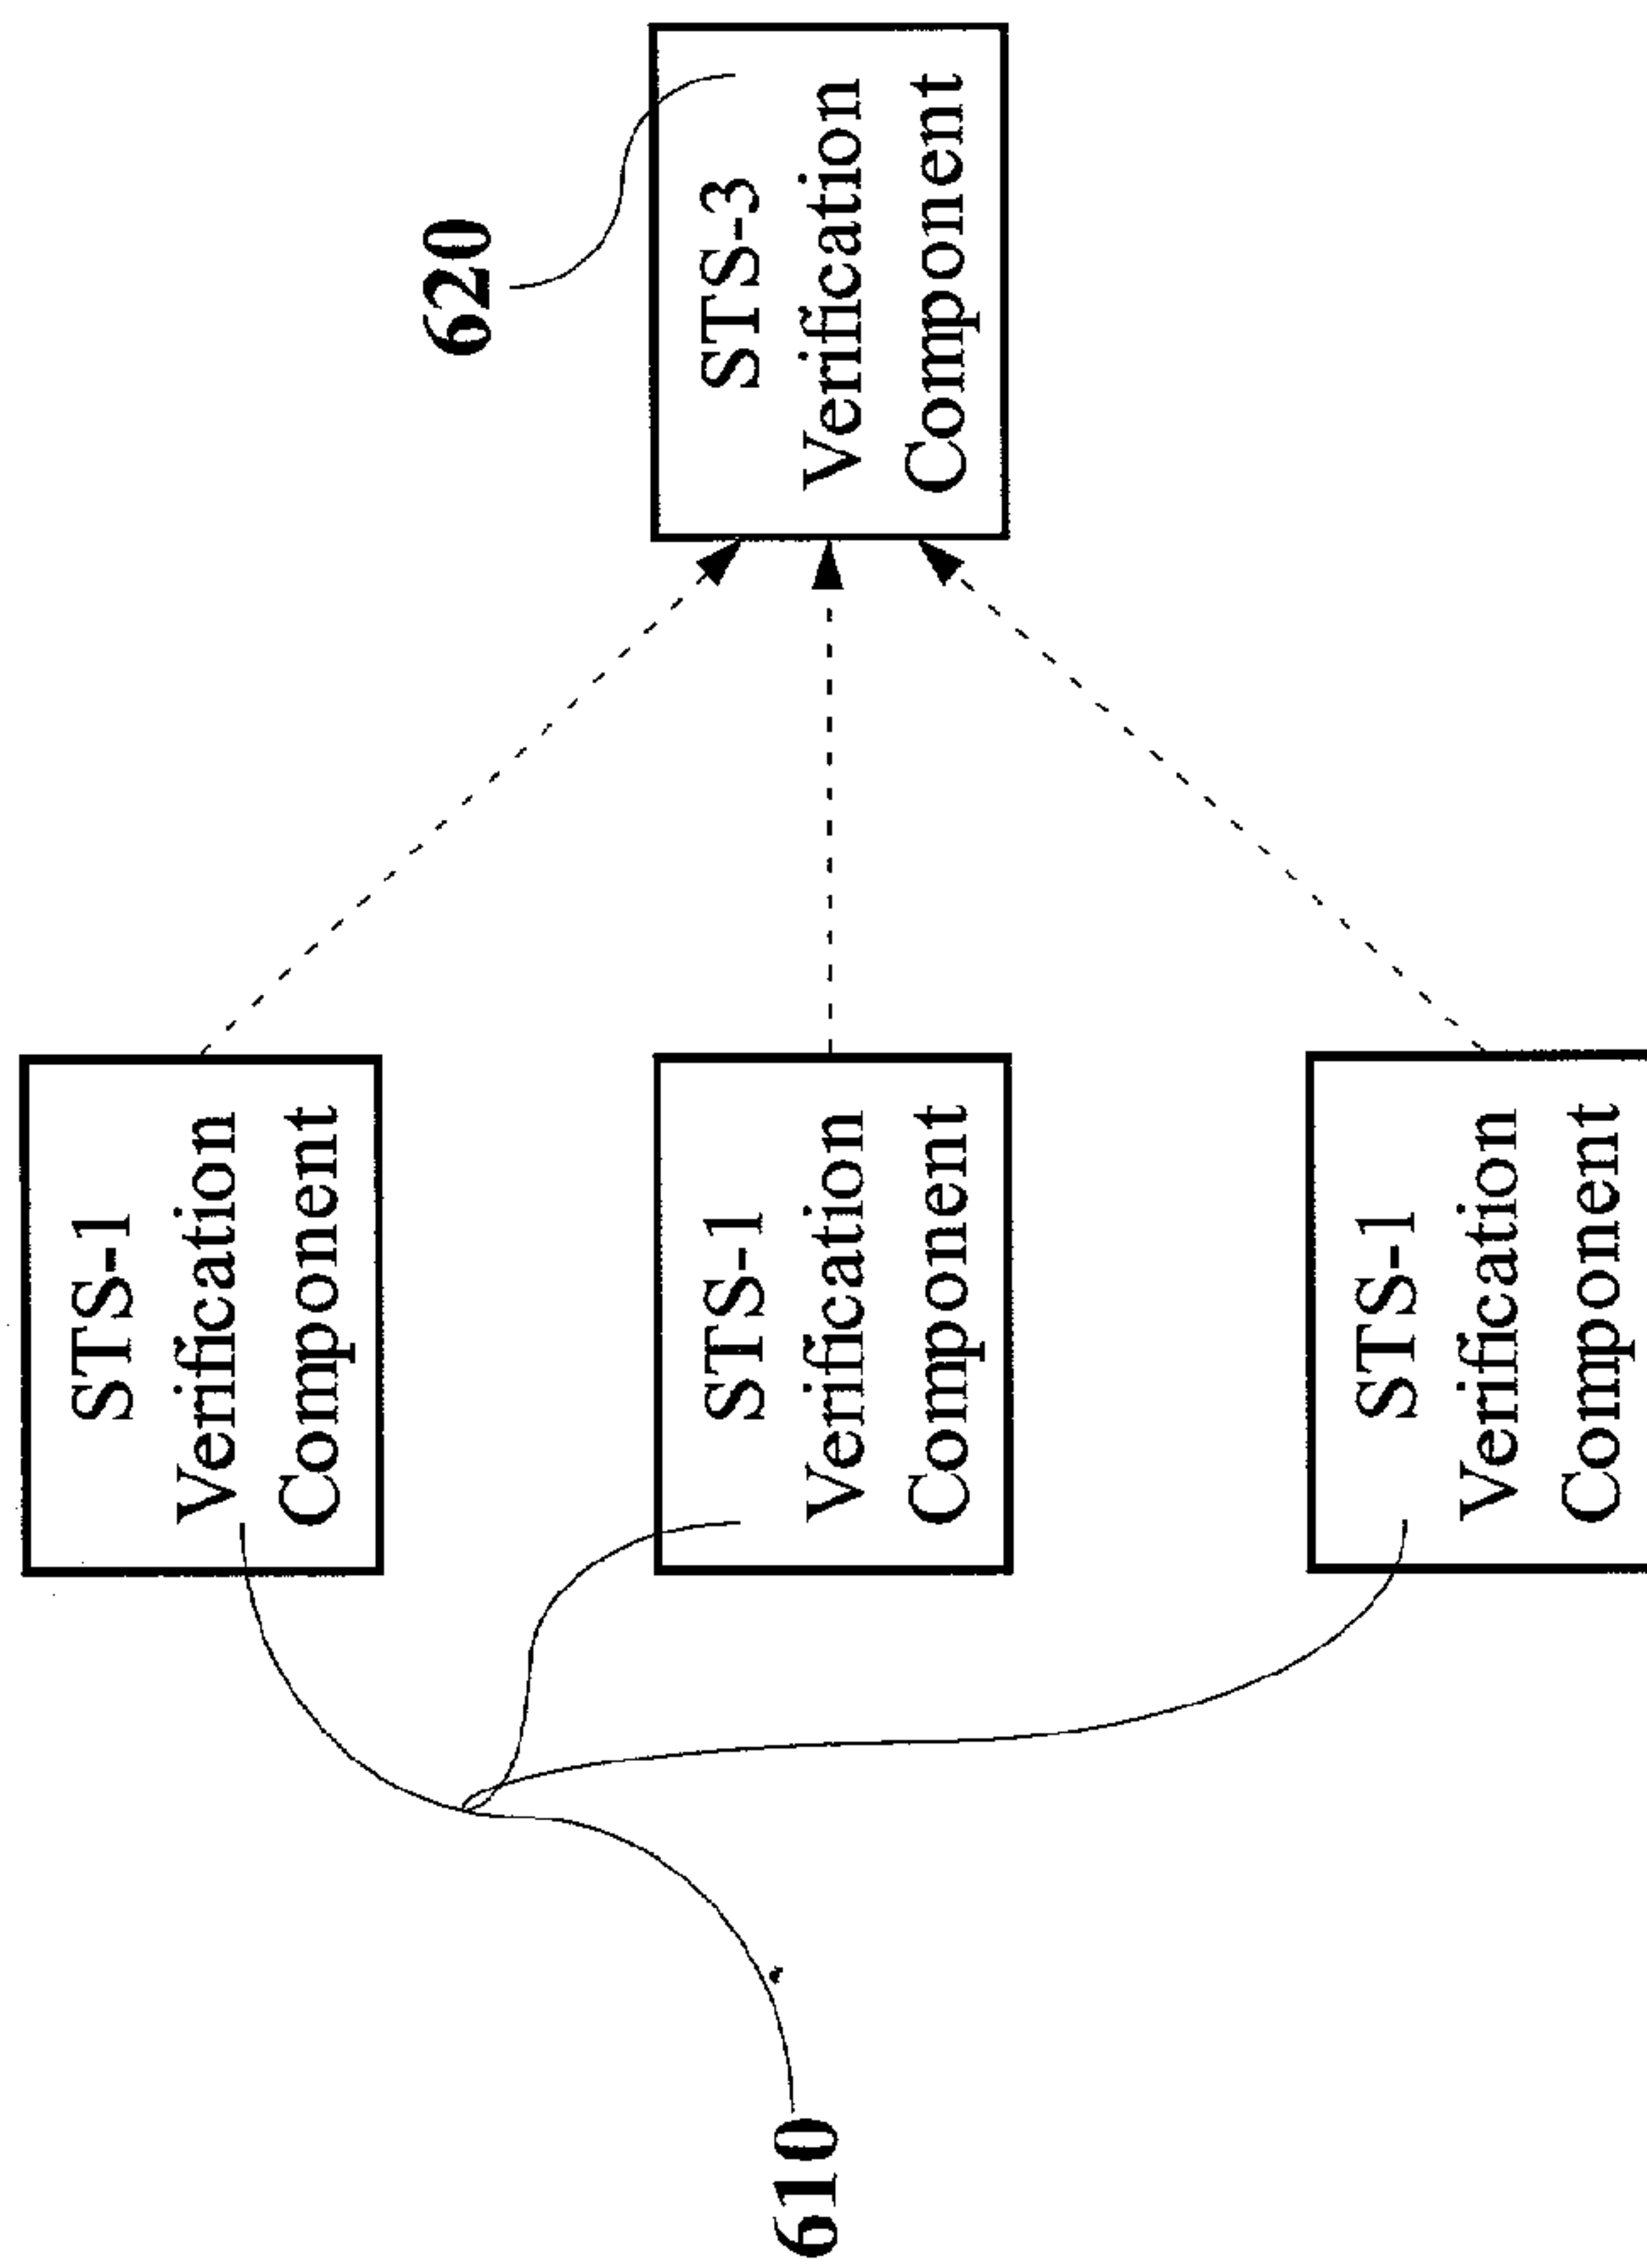 STS-1
Verification
Component
STS-1
Verification
Component
STS-1
Verification
Component
STS-3
Verification
Component
610
620